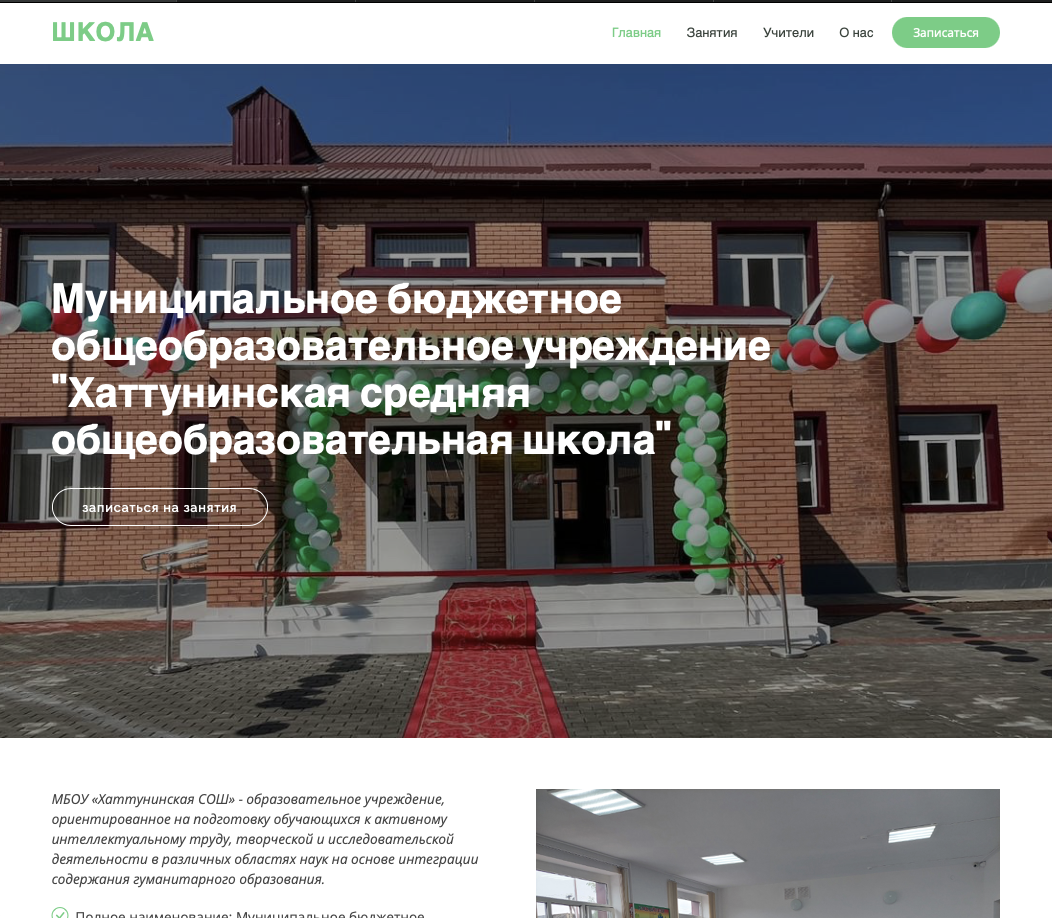 ШКОЛА
Главная
Занятия
Учители
О нас
Записаться
Муниципальное бюджетное
общеобразовательное учреждение
"Хаттунинская средняя
общеобразовательная школа"
записаться на занятия
МБОУ «Хаттунинская СОШ» - образовательное учреждение,
ориентированное на подготовку обучающихся к активному
интеллектуальному труду, творческой и исследовательской
деятельности в различных областях наук на основе интеграции
содержания гуманитарного образования.
Полное наименование: Муниципальное бюджетное